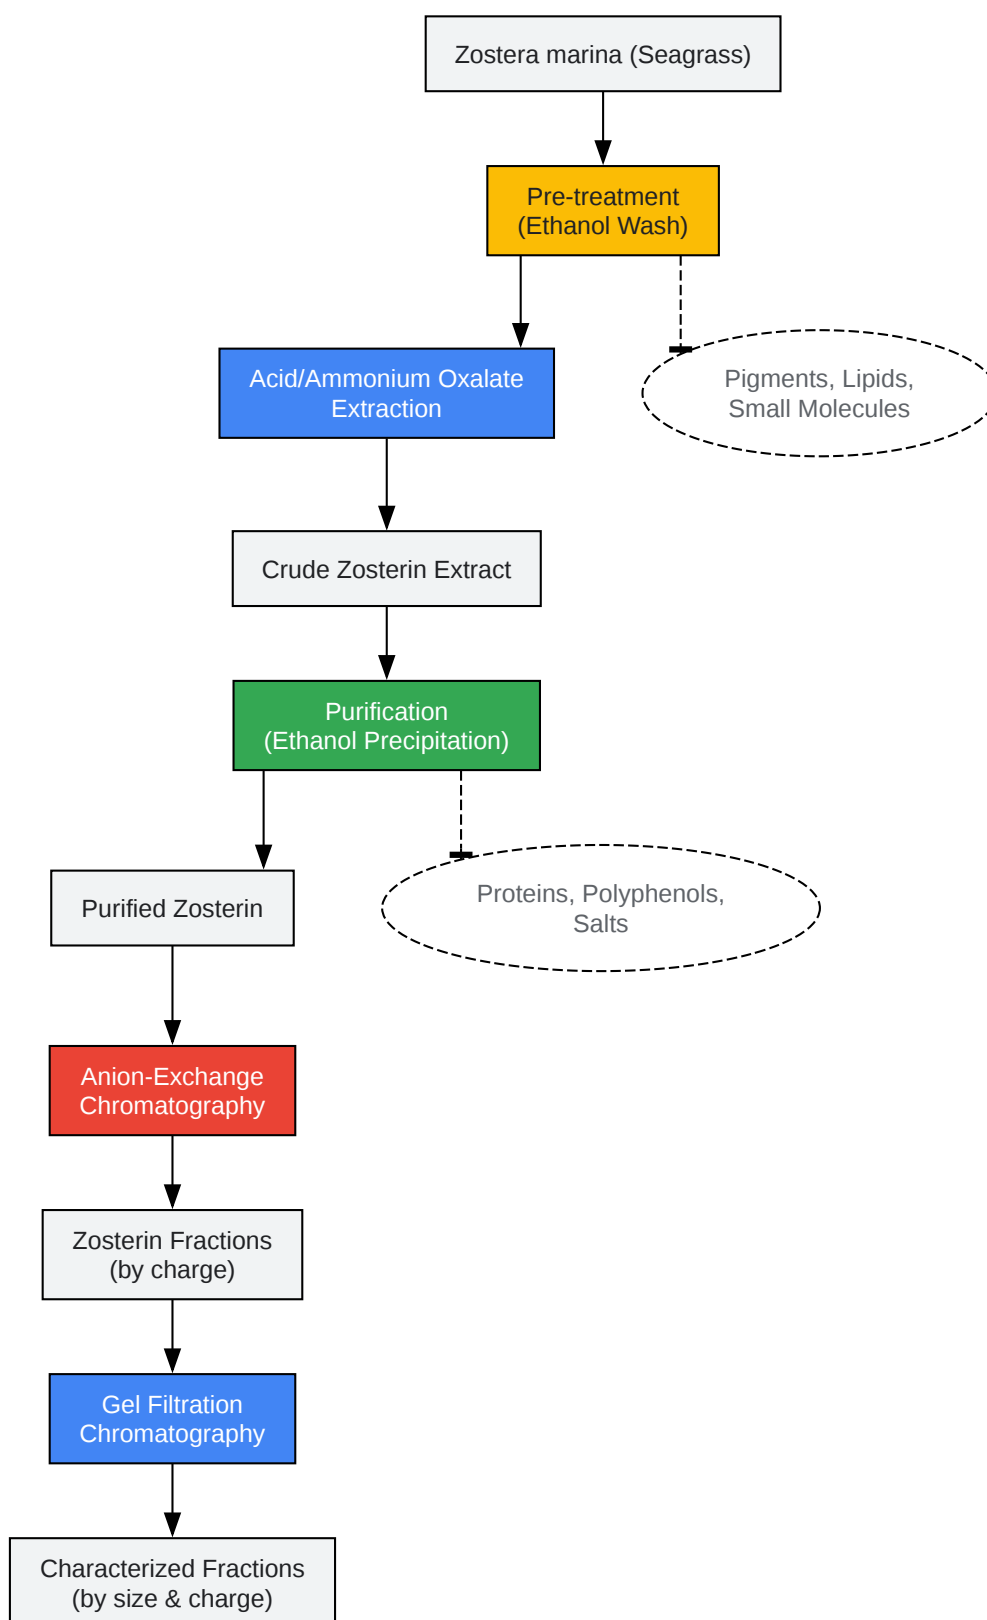 Zostera marina (Seagrass)
Pre-treatment
(Ethanol Wash)
Acid/Ammonium Oxalate
Extraction
Pigments, Lipids,
Small Molecules
Crude Zosterin Extract
Purification
(Ethanol Precipitation)
Purified Zosterin
Proteins, Polyphenols,
Salts
Anion-Exchange
Chromatography
Zosterin Fractions
(by charge)
Gel Filtration
Chromatography
Characterized Fractions
(by size & charge)